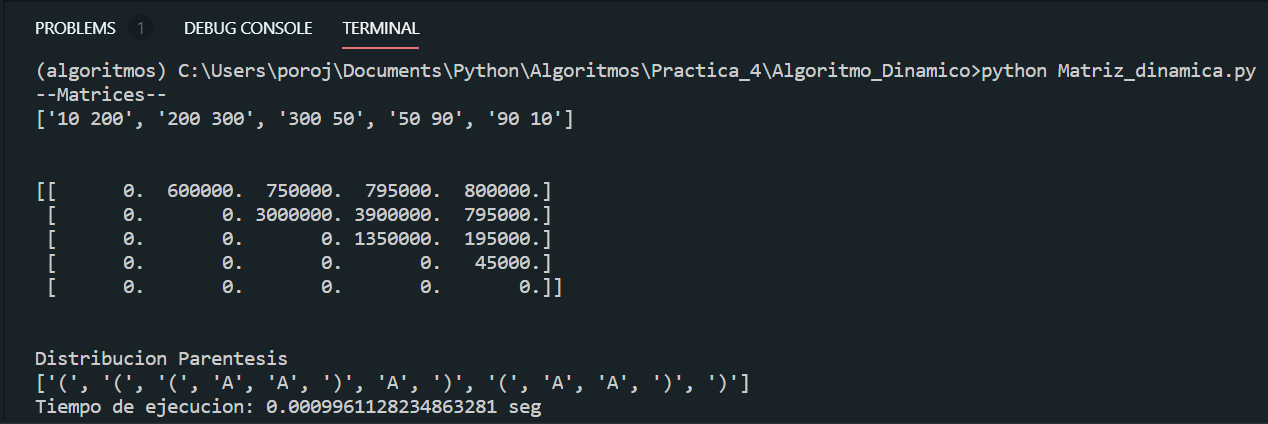 PROBLEMS 1 DEBUG CONSOLE TERMINAL
(algoritmos) C:\Users\poroj\Documents\Python\Algoritmos\Practica_4\Algoritmo_Dinamico>python Matriz_dinamica.py
--Matrices--
['10 200', '200 300', '300 50', '50 90', '90 10']
[[      0.  600000.  750000.  795000.  800000.]
 [      0.       0. 3000000. 3900000.  795000.]
 [      0.       0.       0. 1350000.  195000.]
 [      0.       0.       0.       0.   45000.]
 [      0.       0.       0.       0.       0.]]
Distribucion Parentesis
['(', '(', '(', 'A', 'A', ')', 'A', ')', '(', 'A', 'A', ')', ')']
Tiempo de ejecucion: 0.0009961128234863281 seg